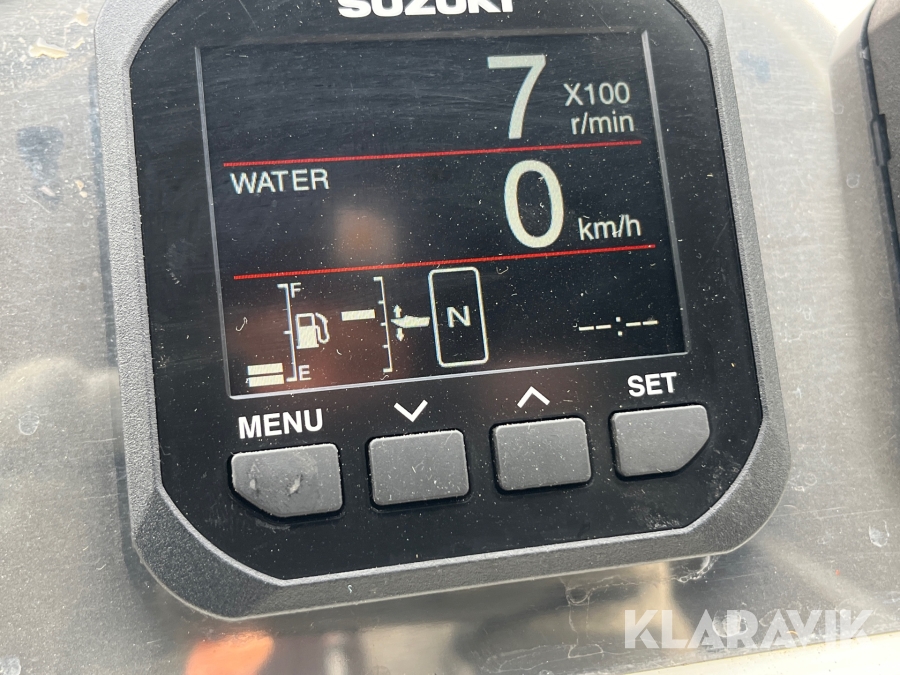 SUZUKI
7 X100
r/min
WATER 0 km/h
F
N
--:--
E
MENU
SET
KLARAVIK